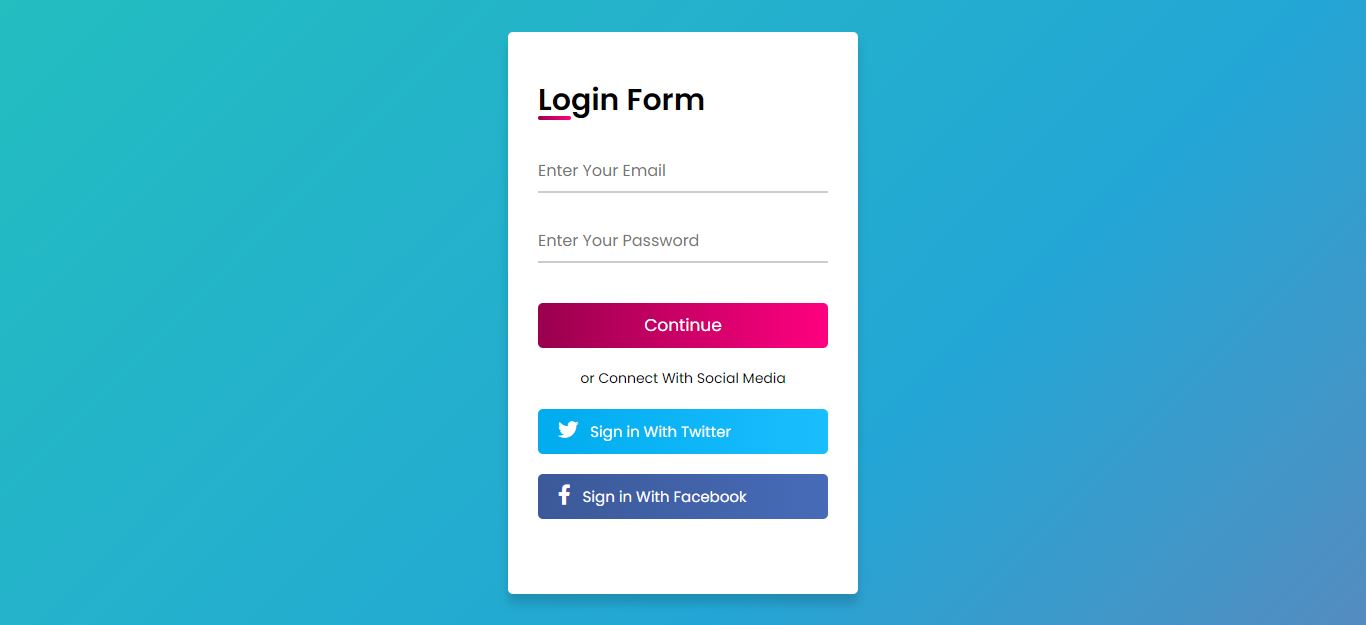 Login Form
Enter Your Email
Enter Your Password
Continue
or Connect With Social Media
Sign in With Twitter
Sign in With Facebook